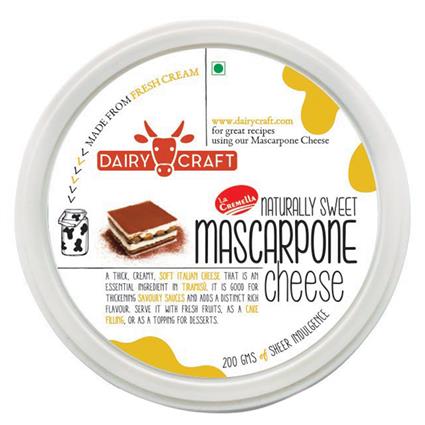 MADE FROM FRESH CREAM
www.dairycraft.com
for great recipes
using our Mascarpone Cheese
DAIRY CRAFT
La
CREMELLA
NATURALLY SWEET
MASCARPONE
cheese
A THICK, CREAMY, SOFT ITALIAN CHEESE THAT IS AN
ESSENTIAL INGREDIENT IN TIRAMISÚ. IT IS GOOD FOR
THICKENING SAVOURY SAUCES AND ADDS A DISTINCT RICH
FLAVOUR. SERVE IT WITH FRESH FRUITS, AS A CAKE
FILLING, OR AS A TOPPING FOR DESSERTS.
200 GMS of SHEER INDULGENCE